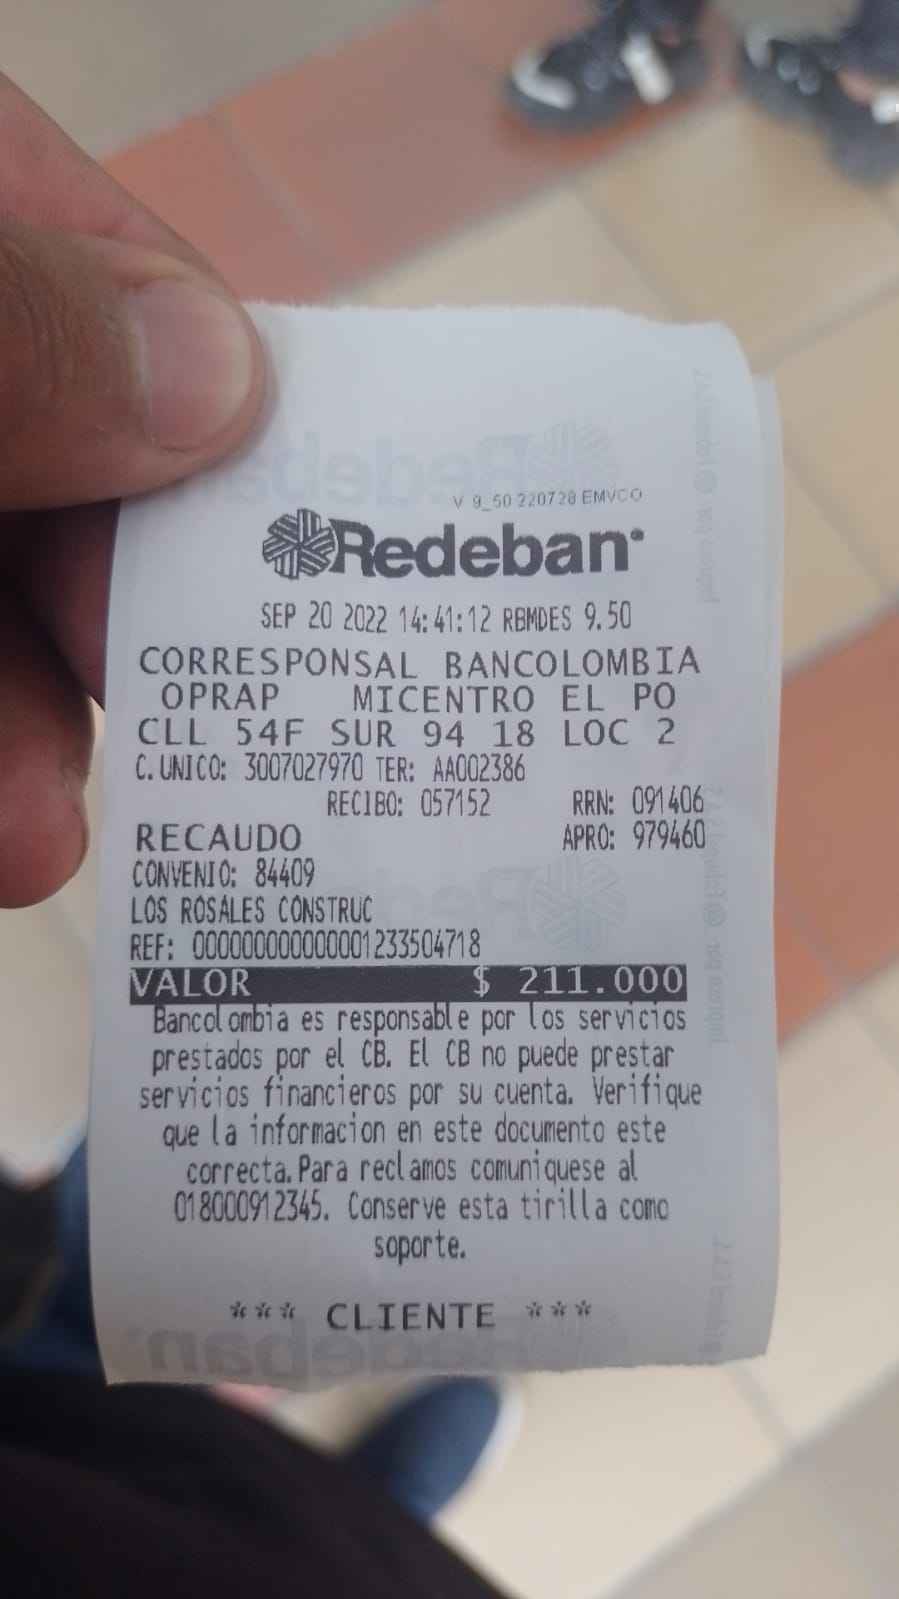 V 9_50 220728 EMVCO
Redeban
SEP 20 2022 14:41:12 RBMDES 9.50
CORRESPONSAL BANCOLOMBIA
OPRAP MICENTRO EL PO
CLL 54F SUR 94 18 LOC 2
C. UNICO: 3007027970 TER: AA002386
RECIBO: 057152 RRN: 091406
RECAUDO APRO: 979460
CONVENIO: 84409
LOS ROSALES CONSTRUC
REF: 000000000000001233504718
VALOR $ 211.000
Bancolombia es responsable por los servicios
prestados por el CB. El CB no puede prestar
servicios financieros por su cuenta. Verifique
que la informacion en este documento este
correcta. Para reclamos comuniquese al
018000912345. Conserve esta tirilla como
soporte.
*** CLIENTE ***